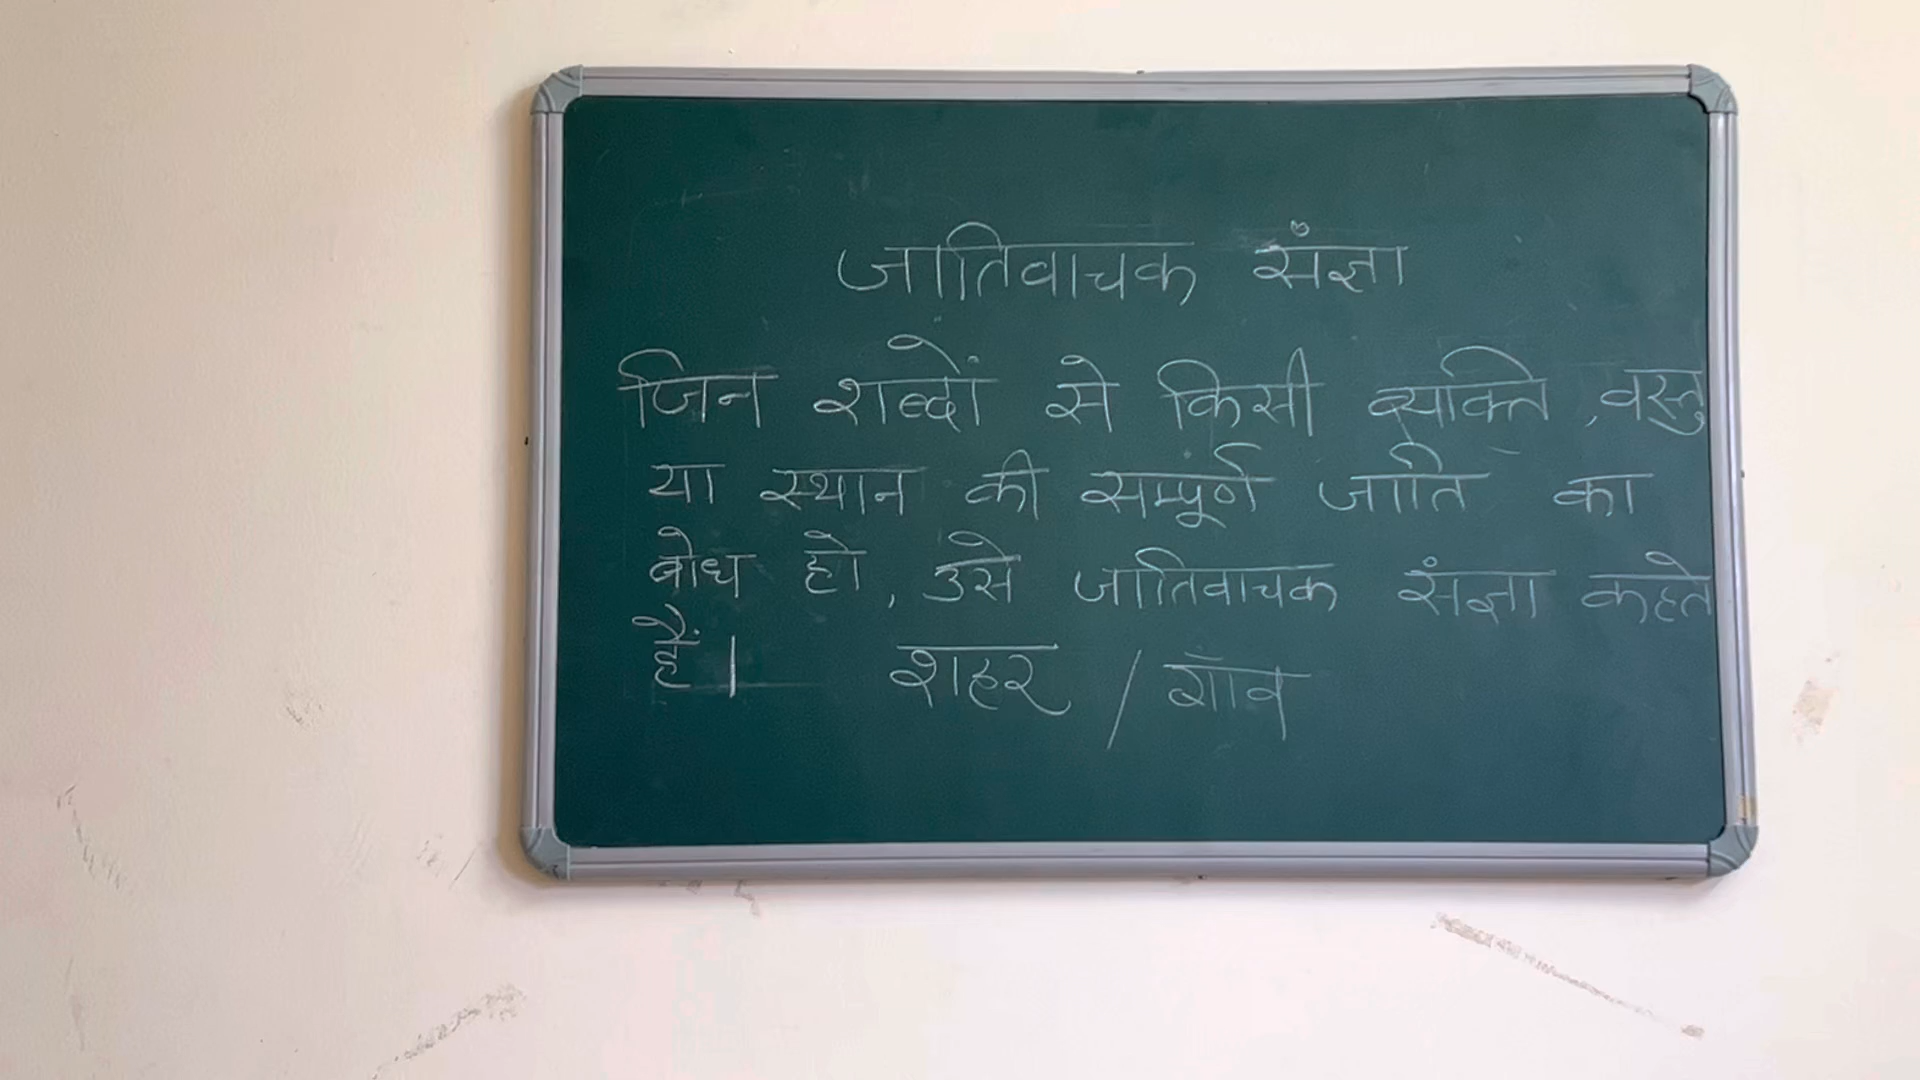 जातिवाचक संज्ञा
जिन शब्दों से किसी व्यक्ति, वस्तु
या स्थान की सम्पूर्ण जाति का
बोध हो, उसे जातिवाचक संज्ञा कहते
हैं। शहर / गाँव